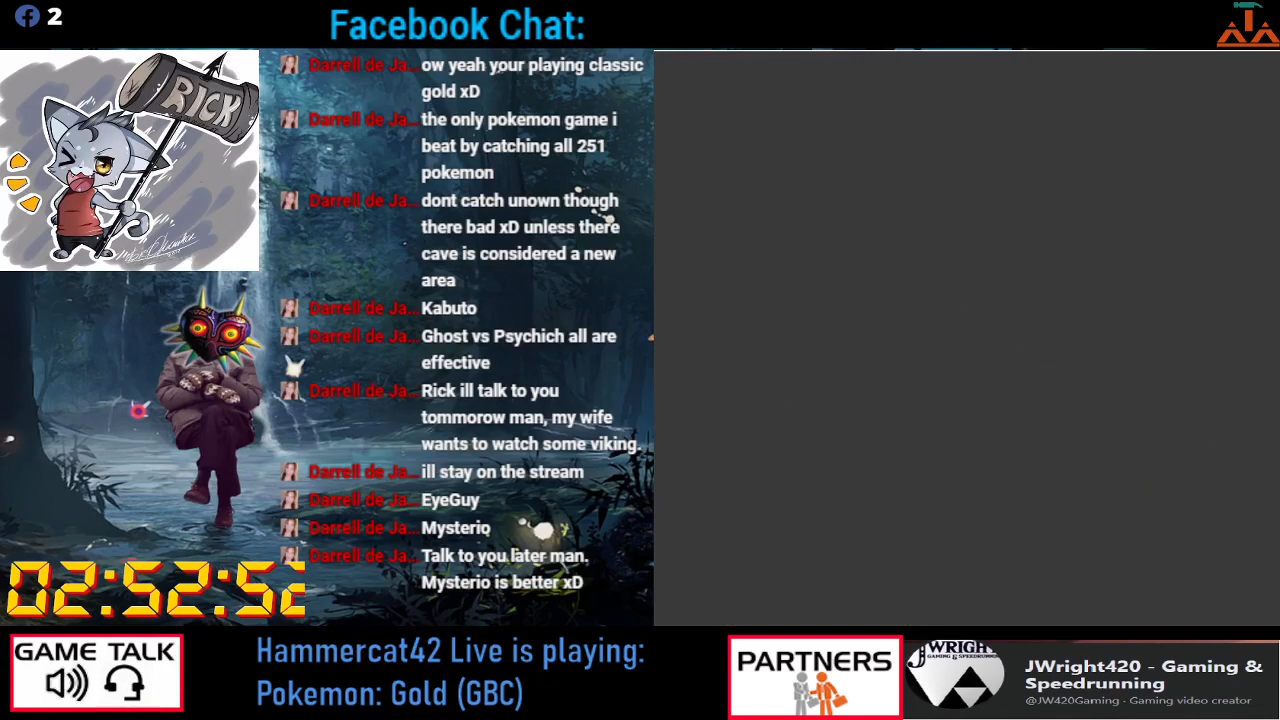 2
Facebook Chat:
RICK
Darrell de Ja... ow yeah your playing classic
gold xD
Darrell de Ja... the only pokemon game i
beat by catching all 251
pokemon
Darrell de Ja... dont catch unown though
there bad xD unless there
cave is considered a new
area
Darrell de Ja... Kabuto
Darrell de Ja... Ghost vs Psychich all are
effective
Darrell de Ja... Rick ill talk to you
tommorow man, my wife
wants to watch some viking.
Darrell de Ja... ill stay on the stream
Darrell de Ja... EyeGuy
Darrell de Ja... Mysterio
Darrell de Ja... Talk to you later man,
Mysterio is better xD
02:52:52
GAME TALK
Hammercat42 Live is playing:
Pokemon: Gold (GBC)
PARTNERS
JWRIGHT
GAMING & SPEEDRUNNING
JWright420 - Gaming &
Speedrunning
@JW420Gaming - Gaming video creator